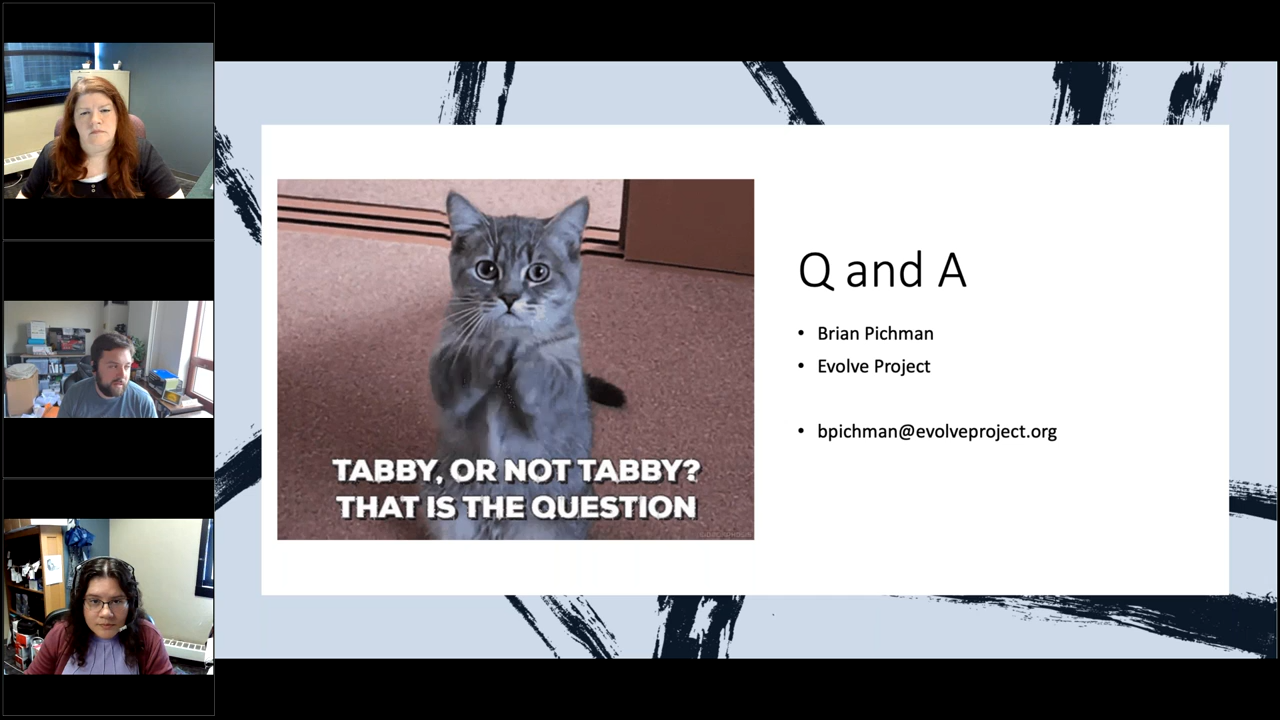 TABBY, OR NOT TABBY?
THAT IS THE QUESTION
Q and A
• Brian Pichman
• Evolve Project
• bpichman@evolveproject.org